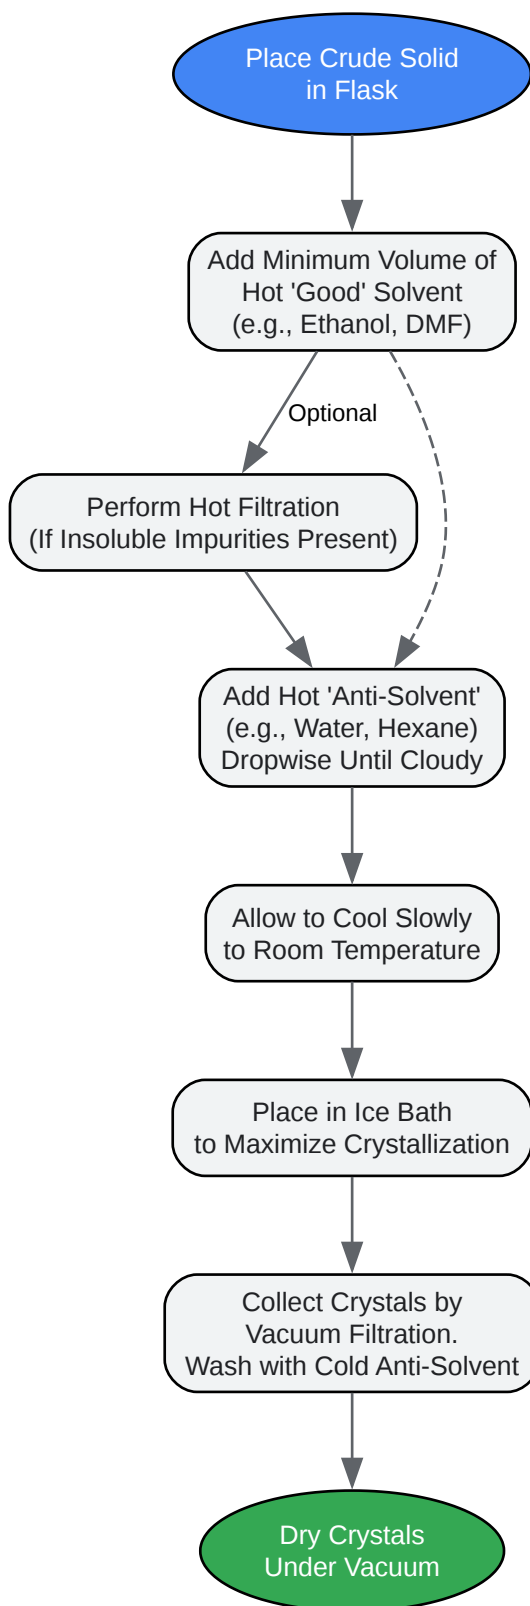 Place Crude Solid
in Flask
Add Minimum Volume of
Hot 'Good' Solvent
(e.g., Ethanol, DMF)
Optional
Perform Hot Filtration
(If Insoluble Impurities Present)
Add Hot 'Anti-Solvent'
(e.g., Water, Hexane)
Dropwise Until Cloudy
Allow to Cool Slowly
to Room Temperature
Place in Ice Bath
to Maximize Crystallization
Collect Crystals by
Vacuum Filtration.
Wash with Cold Anti-Solvent
Dry Crystals
Under Vacuum